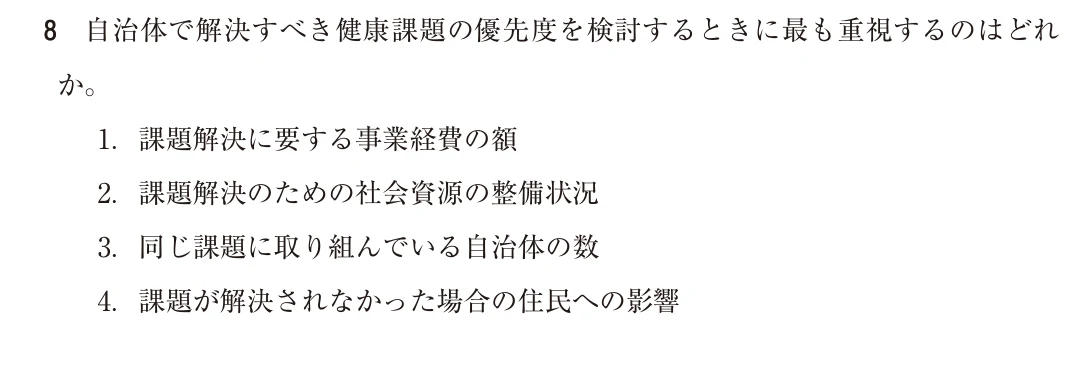 8 自治体で解決すべき健康課題の優先度を検討するときに最も重視するのはどれ
か。
1. 課題解決に要する事業経費の額
2. 課題解決のための社会資源の整備状況
3. 同じ課題に取り組んでいる自治体の数
4. 課題が解決されなかった場合の住民への影響